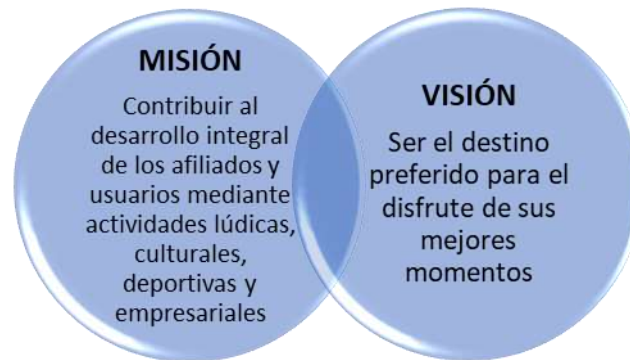 MISIÓN
Contribuir al
desarrollo integral
de los afiliados y
usuarios mediante
actividades lúdicas,
culturales,
deportivas y
empresariales
VISIÓN
Ser el destino
preferido para el
disfrute de sus
mejores
momentos